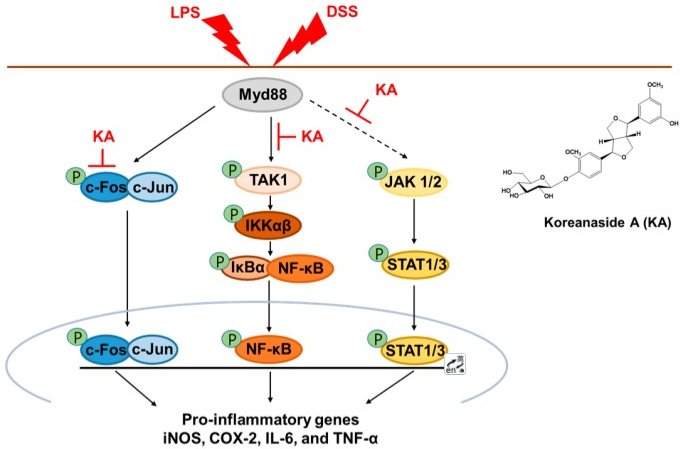 LPS
DSS
Myd88
KA
KA
KA
P
c-Fos
c-Jun
P
TAK1
P
JAK 1/2
P
IKKαβ
P
IκBα
NF-κB
P
STAT1/3
P
c-Fos
c-Jun
P
NF-κB
P
STAT1/3
Pro-inflammatory genes
iNOS, COX-2, IL-6, and TNF-α
OCH₃
OH
O
H
H
O
OCH₃
O
HO
O
HO
HO
OH
Koreanaside A (KA)